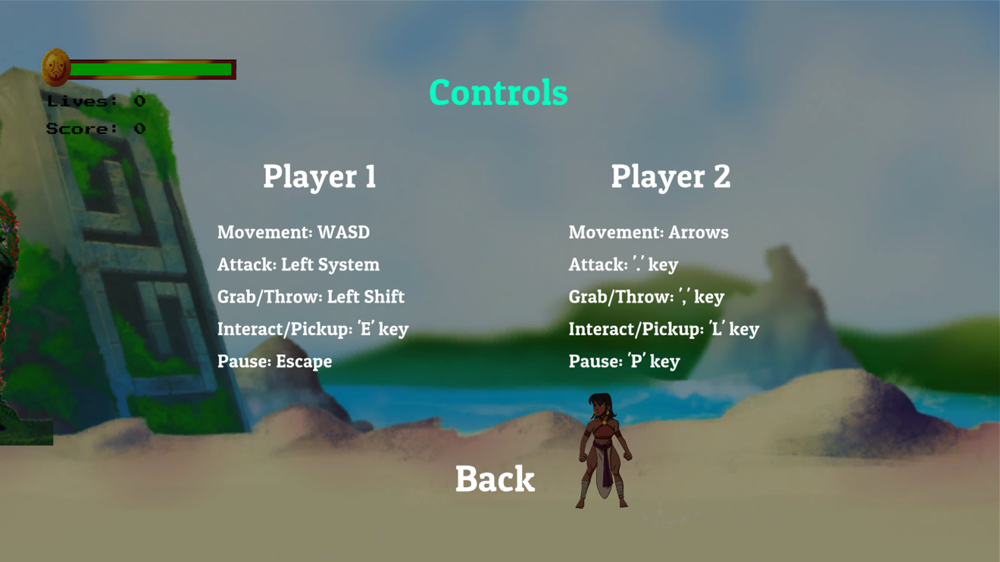 Lives: 0
Score: 0
Controls
Player 1
Movement: WASD
Attack: Left System
Grab/Throw: Left Shift
Interact/Pickup: 'E' key
Pause: Escape
Player 2
Movement: Arrows
Attack: '.' key
Grab/Throw: ',' key
Interact/Pickup: 'L' key
Pause: 'P' key
Back